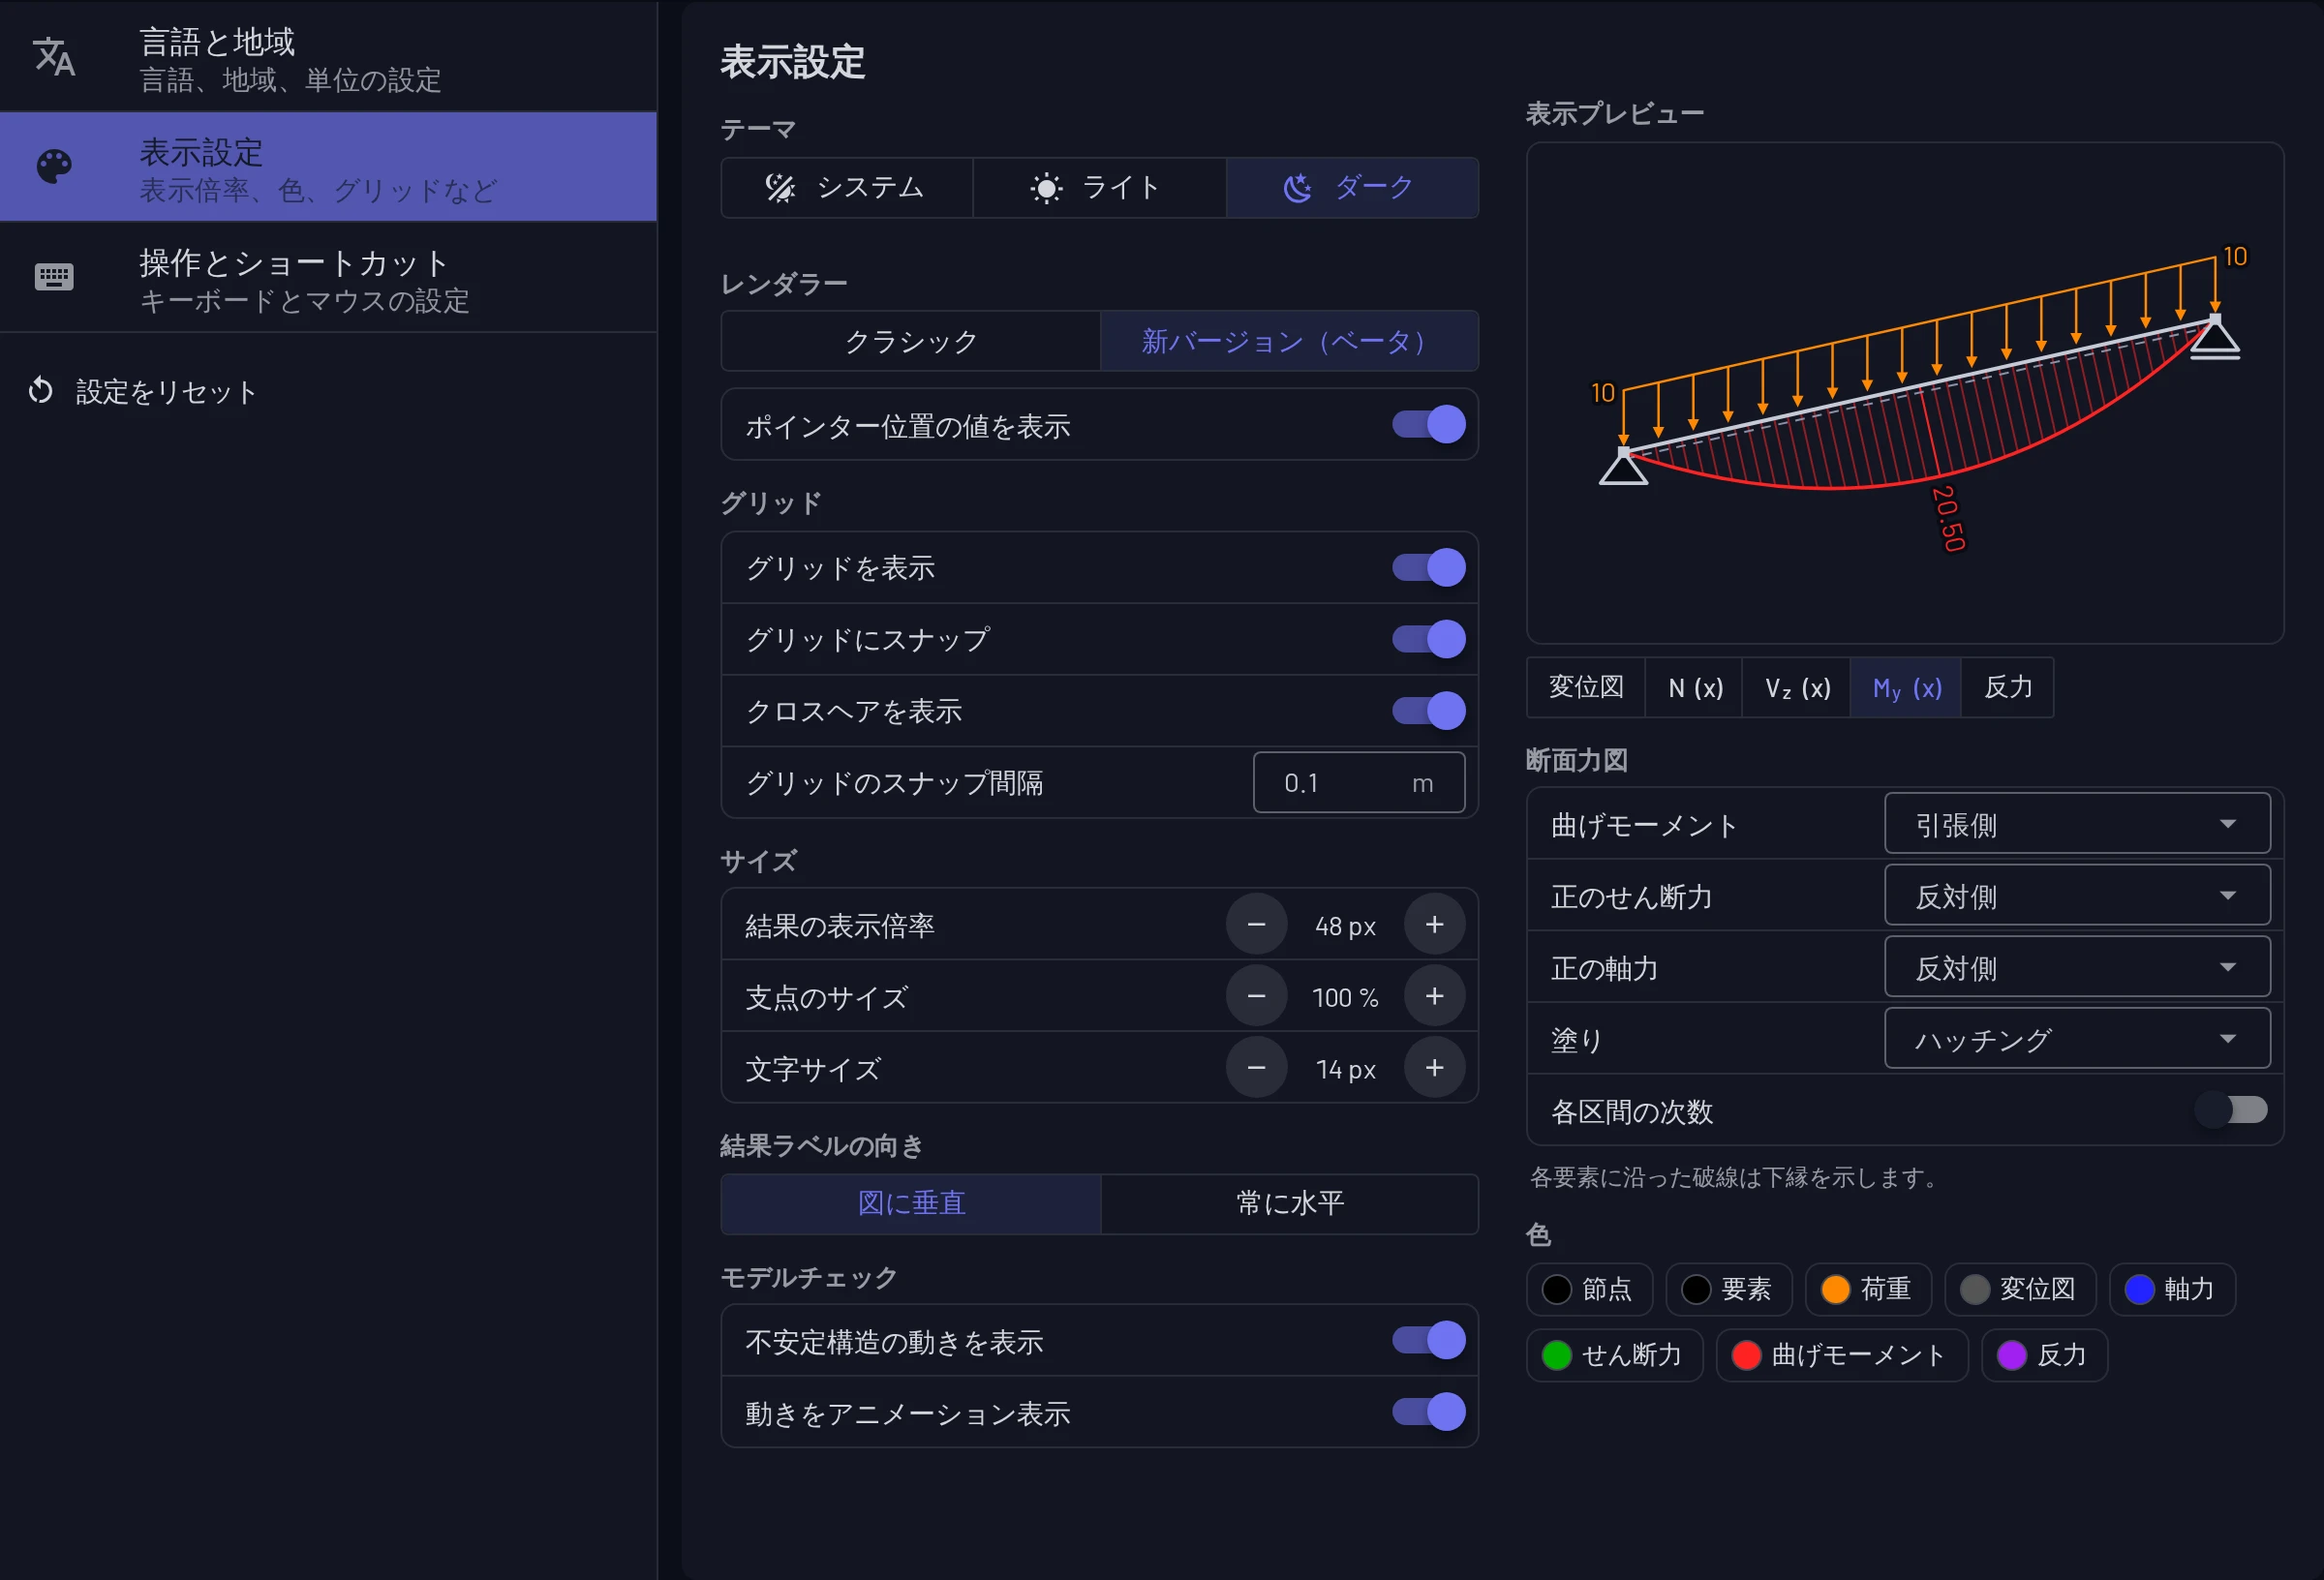 言語と地域
言語、地域、単位の設定
表示設定
表示倍率、色、グリッドなど
操作とショートカット
キーボードとマウスの設定
設定をリセット
表示設定
テーマ
システム
ライト
ダーク
レンダラー
クラシック
新バージョン（ベータ）
ポインター位置の値を表示
グリッド
グリッドを表示
グリッドにスナップ
クロスヘアを表示
グリッドのスナップ間隔
0.1 m
サイズ
結果の表示倍率
− 48 px +
支点のサイズ
− 100 % +
文字サイズ
− 14 px +
結果ラベルの向き
図に垂直
常に水平
モデルチェック
不安定構造の動きを表示
動きをアニメーション表示
表示プレビュー
10
10
20.50
変位図
N (x)
Vz (x)
My (x)
反力
断面力図
曲げモーメント
引張側
正のせん断力
反対側
正の軸力
反対側
塗り
ハッチング
各区間の次数
各要素に沿った破線は下縁を示します。
色
節点
要素
荷重
変位図
軸力
せん断力
曲げモーメント
反力